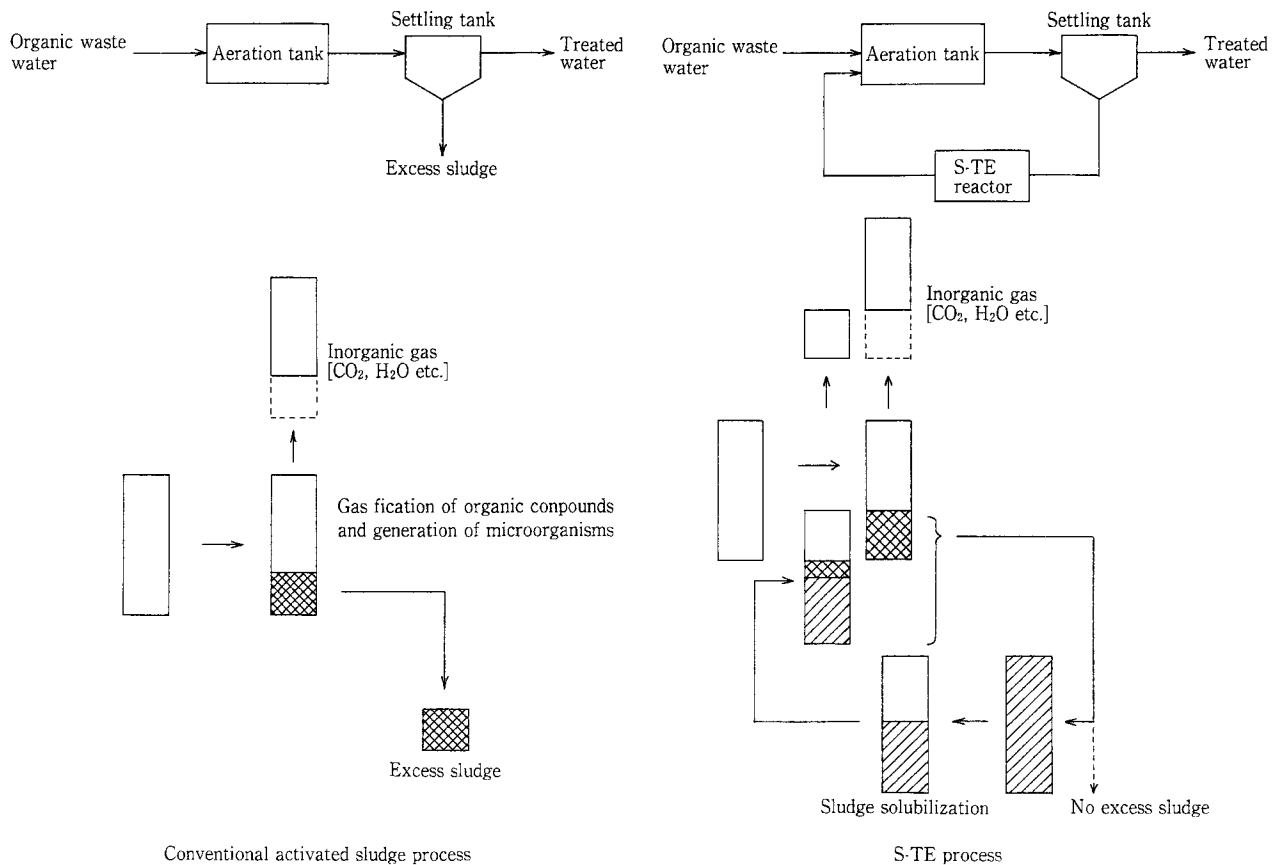 Settling tank
Organic waste
water
Aeration tank
Treated
water
Excess sludge
Settling tank
Organic waste
water
Aeration tank
Treated
water
S-TE
reactor
Inorganic gas
[CO₂, H₂O etc.]
Gas fication of organic conpounds
and generation of microorganisms
Excess sludge
Conventional activated sludge process
Inorganic gas
[CO₂, H₂O etc.]
Sludge solubilization
No excess sludge
S-TE process